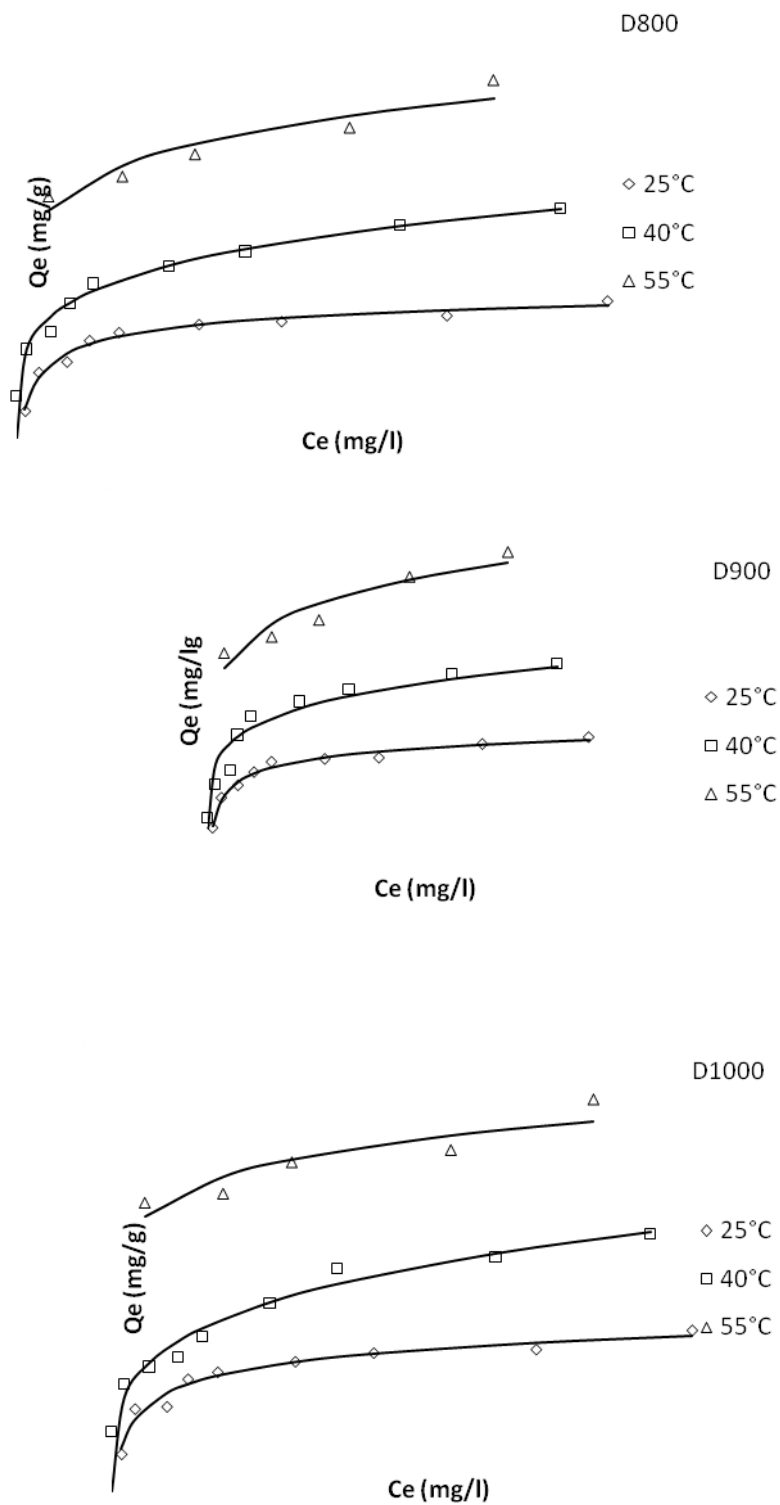 D800
Qe (mg/g)
25°C
40°C
55°C
Ce (mg/l)
D900
Qe (mg/lg
25°C
40°C
55°C
Ce (mg/l)
D1000
Qe (mg/g)
25°C
40°C
55°C
Ce (mg/l)